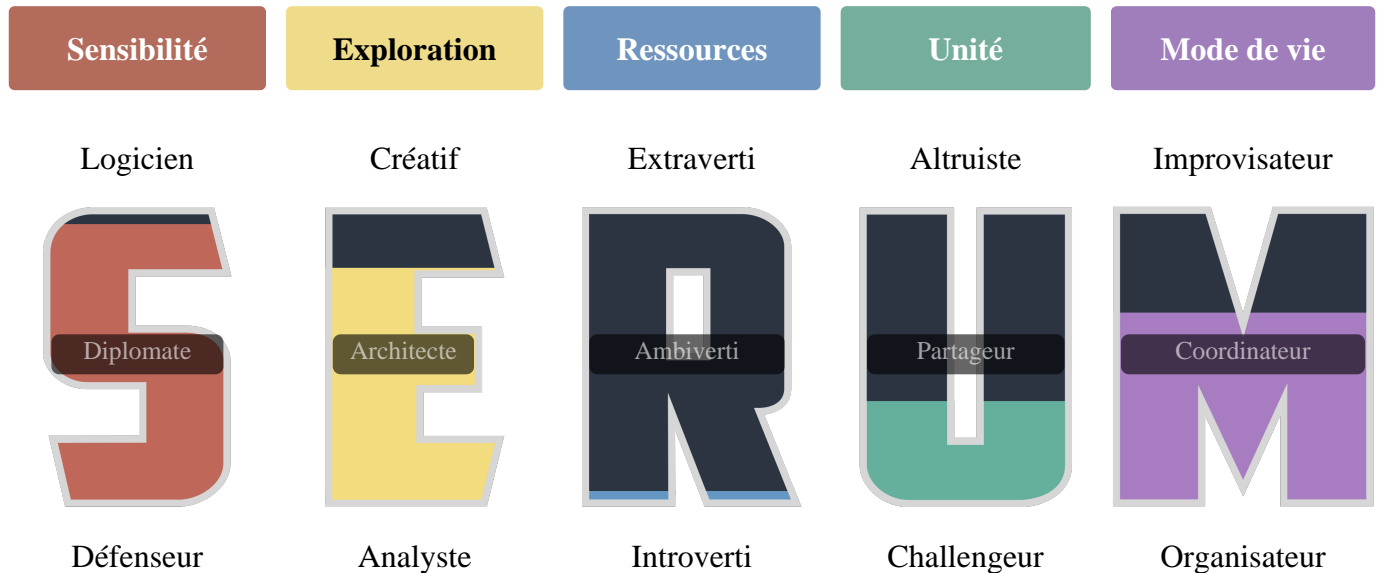 Sensibilité Exploration Ressources Unité Mode de vie
Logicien Créatif Extraverti Altruiste Improvisateur
S E R U M
Diplomate Architecte Ambiverti Partageur Coordinateur
Défenseur Analyste Introverti Challengeur Organisateur